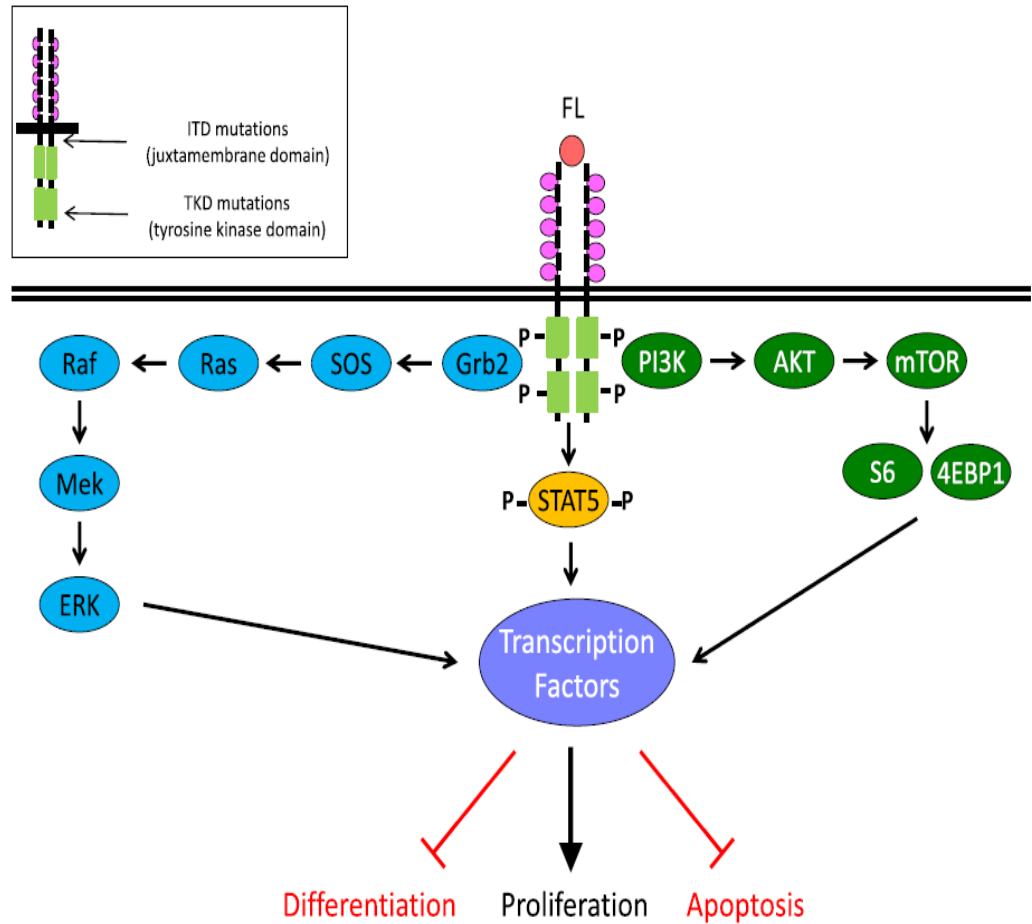 ITD mutations
(juxtamembrane domain)
TKD mutations
(tyrosine kinase domain)
FL
P
P
Raf
Ras
SOS
Grb2
PI3K
AKT
mTOR
P
P
Mek
S6
4EBP1
P
STAT5
P
ERK
Transcription
Factors
Differentiation
Proliferation
Apoptosis